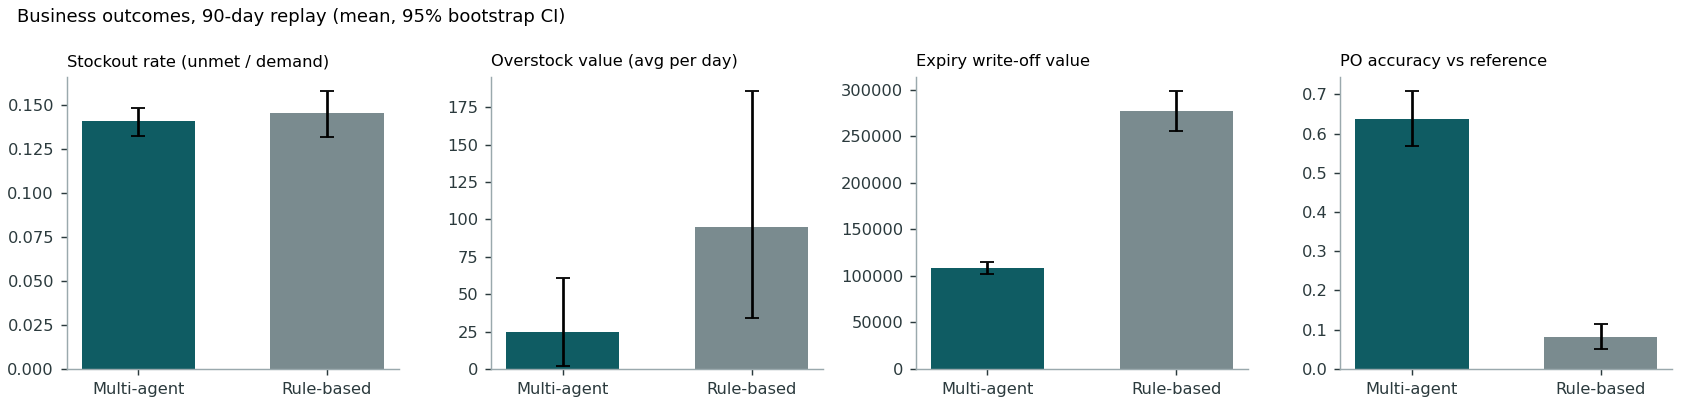 Business outcomes, 90-day replay (mean, 95% bootstrap CI)
Stockout rate (unmet / demand)
0.150
0.125
0.100
0.075
0.050
0.025
0.000
Multi-agent
Rule-based
Overstock value (avg per day)
175
150
125
100
75
50
25
0
Multi-agent
Rule-based
Expiry write-off value
300000
250000
200000
150000
100000
50000
0
Multi-agent
Rule-based
PO accuracy vs reference
0.7
0.6
0.5
0.4
0.3
0.2
0.1
0.0
Multi-agent
Rule-based